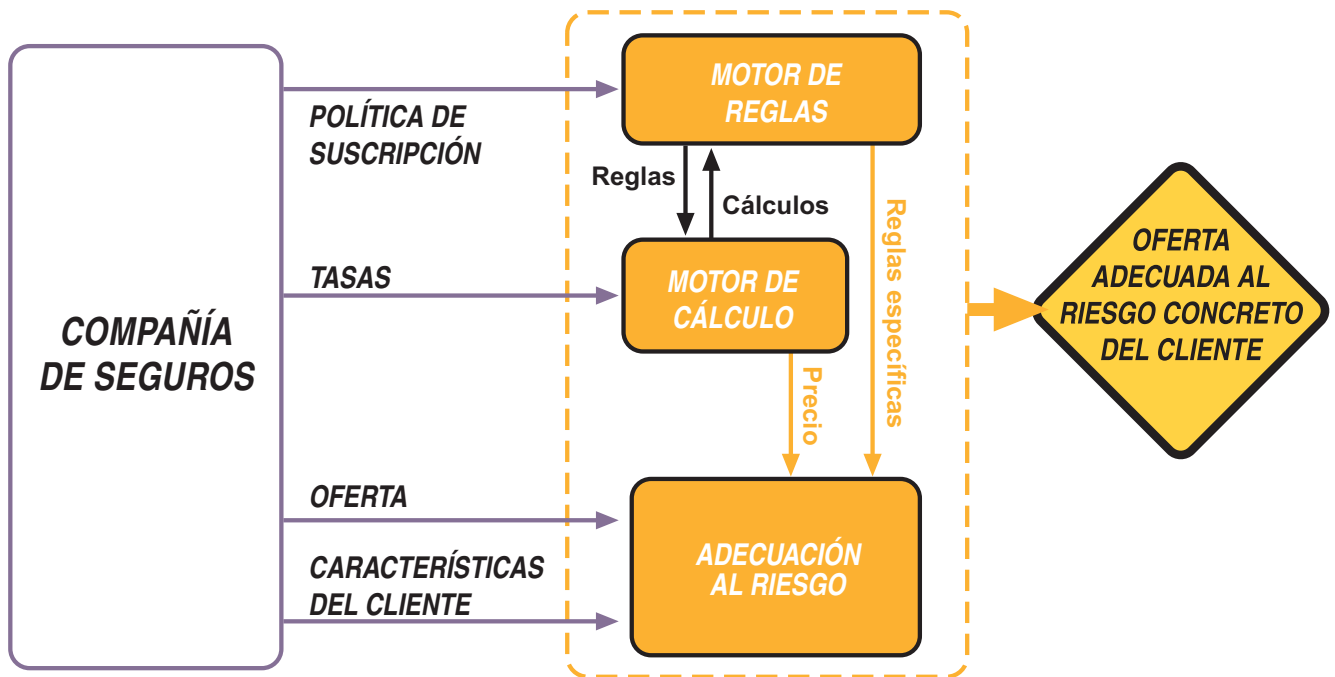 COMPAÑÍA
DE SEGUROS
POLÍTICA DE
SUSCRIPCIÓN
TASAS
OFERTA
CARACTERÍSTICAS
DEL CLIENTE
MOTOR DE
REGLAS
Reglas
Cálculos
MOTOR DE
CÁLCULO
Precio
Reglas específicas
ADECUACIÓN
AL RIESGO
OFERTA
ADECUADA AL
RIESGO CONCRETO
DEL CLIENTE